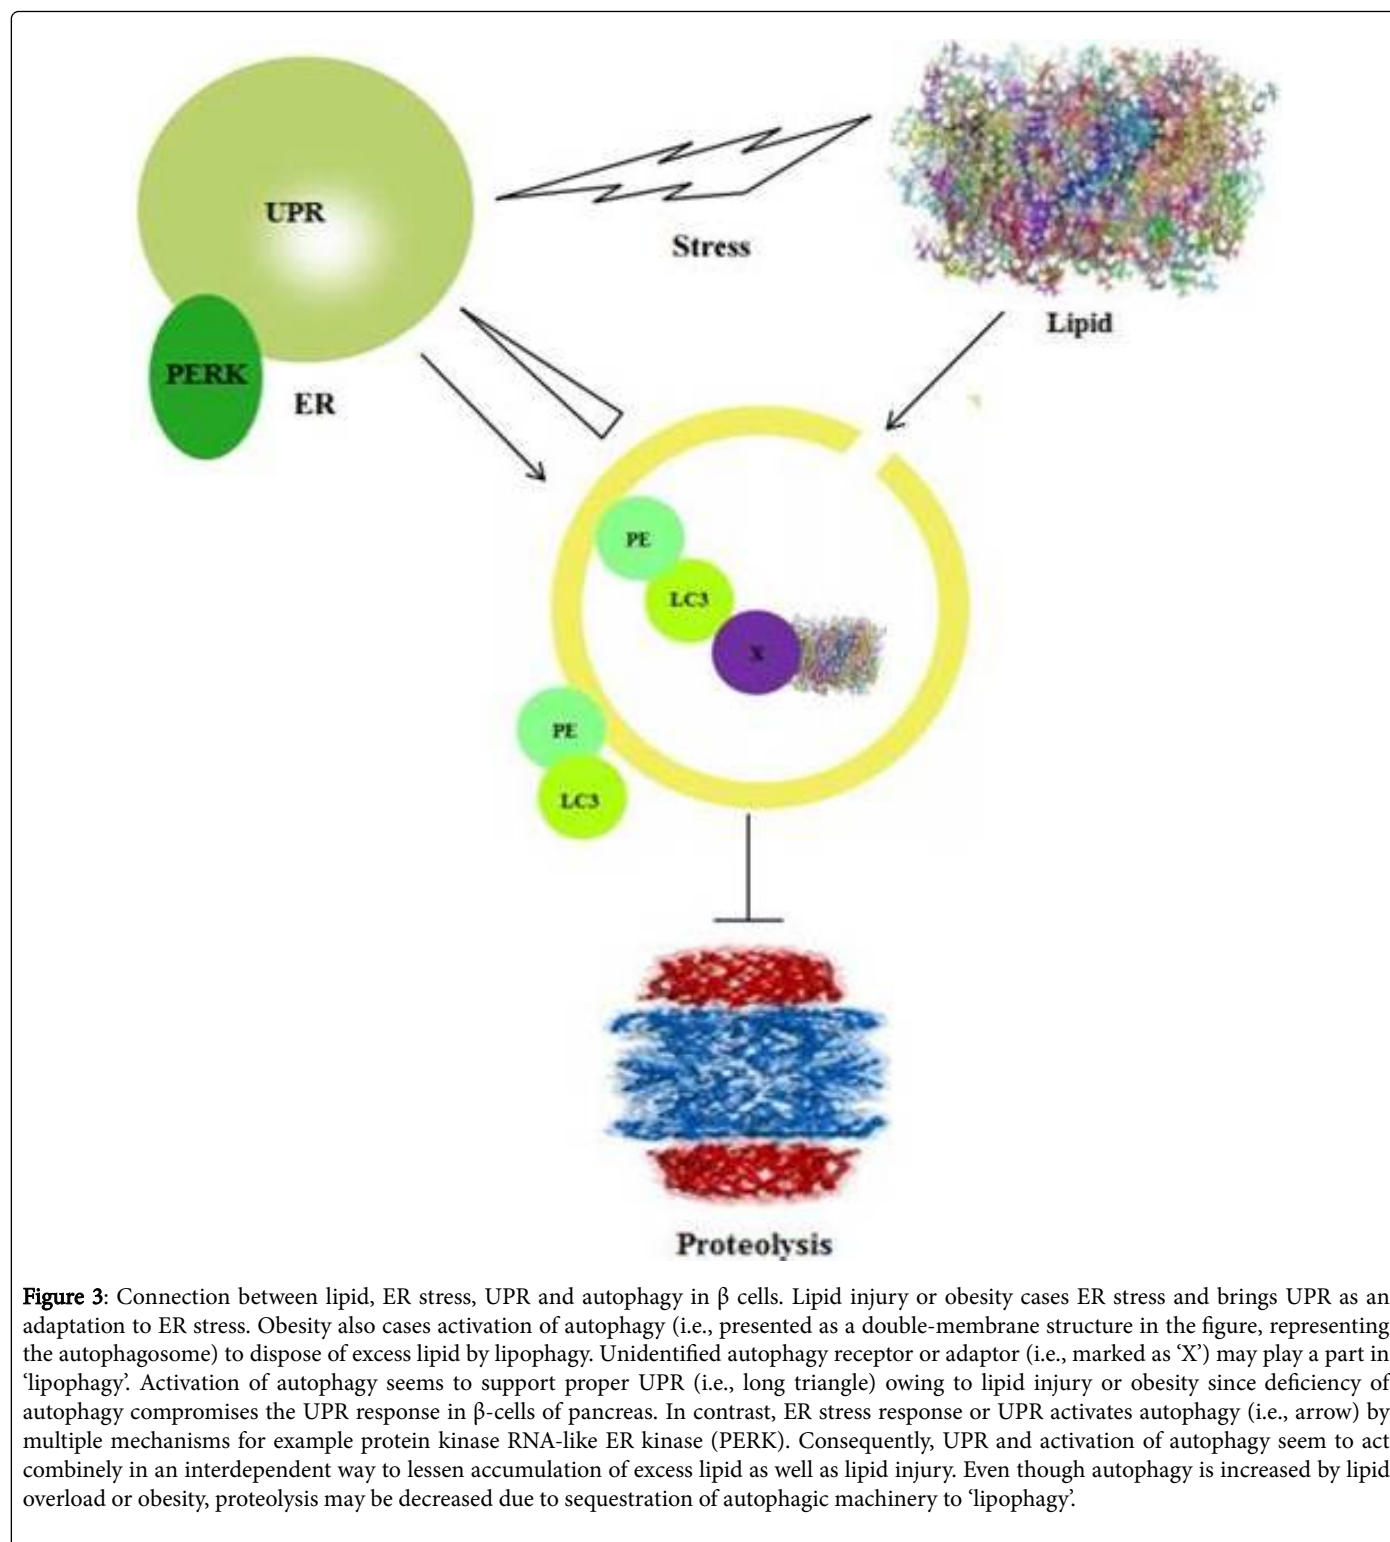 UPR
Stress
Lipid
PERK
ER
PE
LC3
X
PE
LC3
Proteolysis
Figure 3: Connection between lipid, ER stress, UPR and autophagy in β cells. Lipid injury or obesity cases ER stress and brings UPR as an
adaptation to ER stress. Obesity also cases activation of autophagy (i.e., presented as a double-membrane structure in the figure, representing
the autophagosome) to dispose of excess lipid by lipophagy. Unidentified autophagy receptor or adaptor (i.e., marked as ‘X’) may play a part in
‘lipophagy’. Activation of autophagy seems to support proper UPR (i.e., long triangle) owing to lipid injury or obesity since deficiency of
autophagy compromises the UPR response in β-cells of pancreas. In contrast, ER stress response or UPR activates autophagy (i.e., arrow) by
multiple mechanisms for example protein kinase RNA-like ER kinase (PERK). Consequently, UPR and activation of autophagy seem to act
combinely in an interdependent way to lessen accumulation of excess lipid as well as lipid injury. Even though autophagy is increased by lipid
overload or obesity, proteolysis may be decreased due to sequestration of autophagic machinery to ‘lipophagy’.